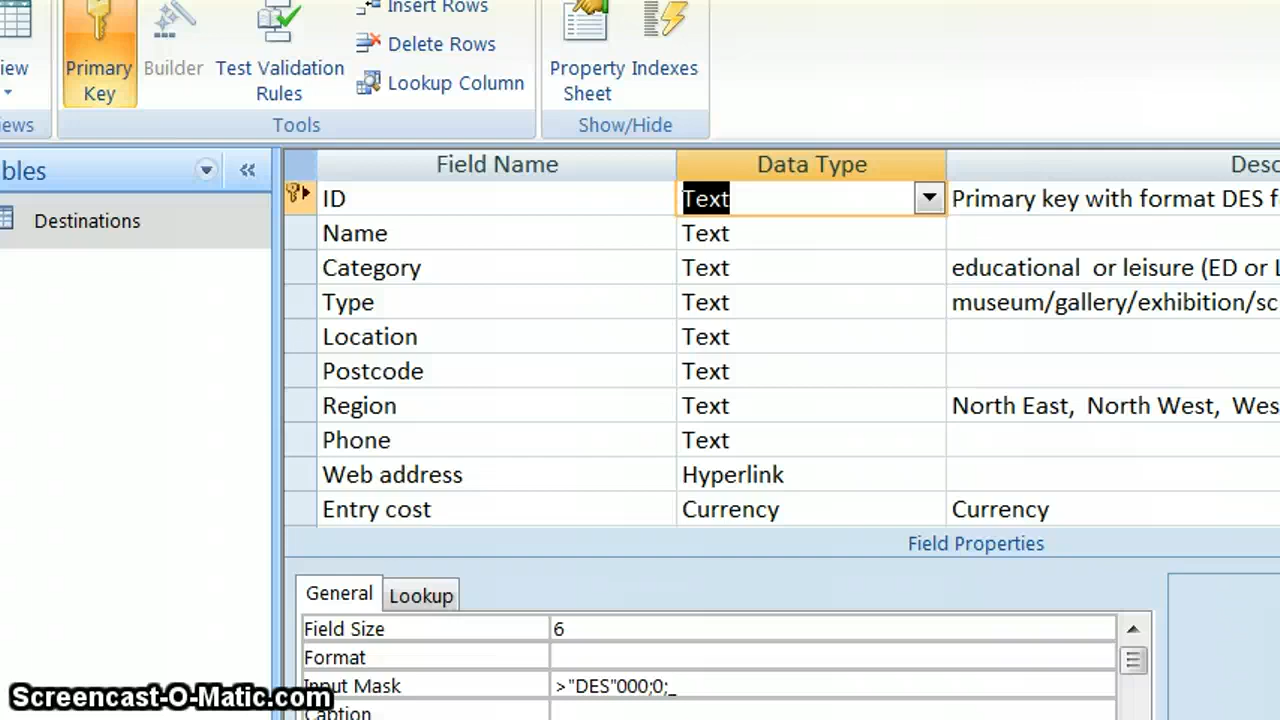 Insert Rows
iew
Primary Key
Builder
Test Validation Rules
Delete Rows
Lookup Column
Property Sheet
Indexes
iews
Tools
Show/Hide
bles
Destinations
Field Name Data Type Desc
ID Text Primary key with format DES f
Name Text
Category Text educational or leisure (ED or L
Type Text museum/gallery/exhibition/sc
Location Text
Postcode Text
Region Text North East, North West, Wes
Phone Text
Web address Hyperlink
Entry cost Currency Currency
Field Properties
General Lookup
Field Size 6
Format
Input Mask >"DES"000;0;_
Caption
Screencast-O-Matic.com